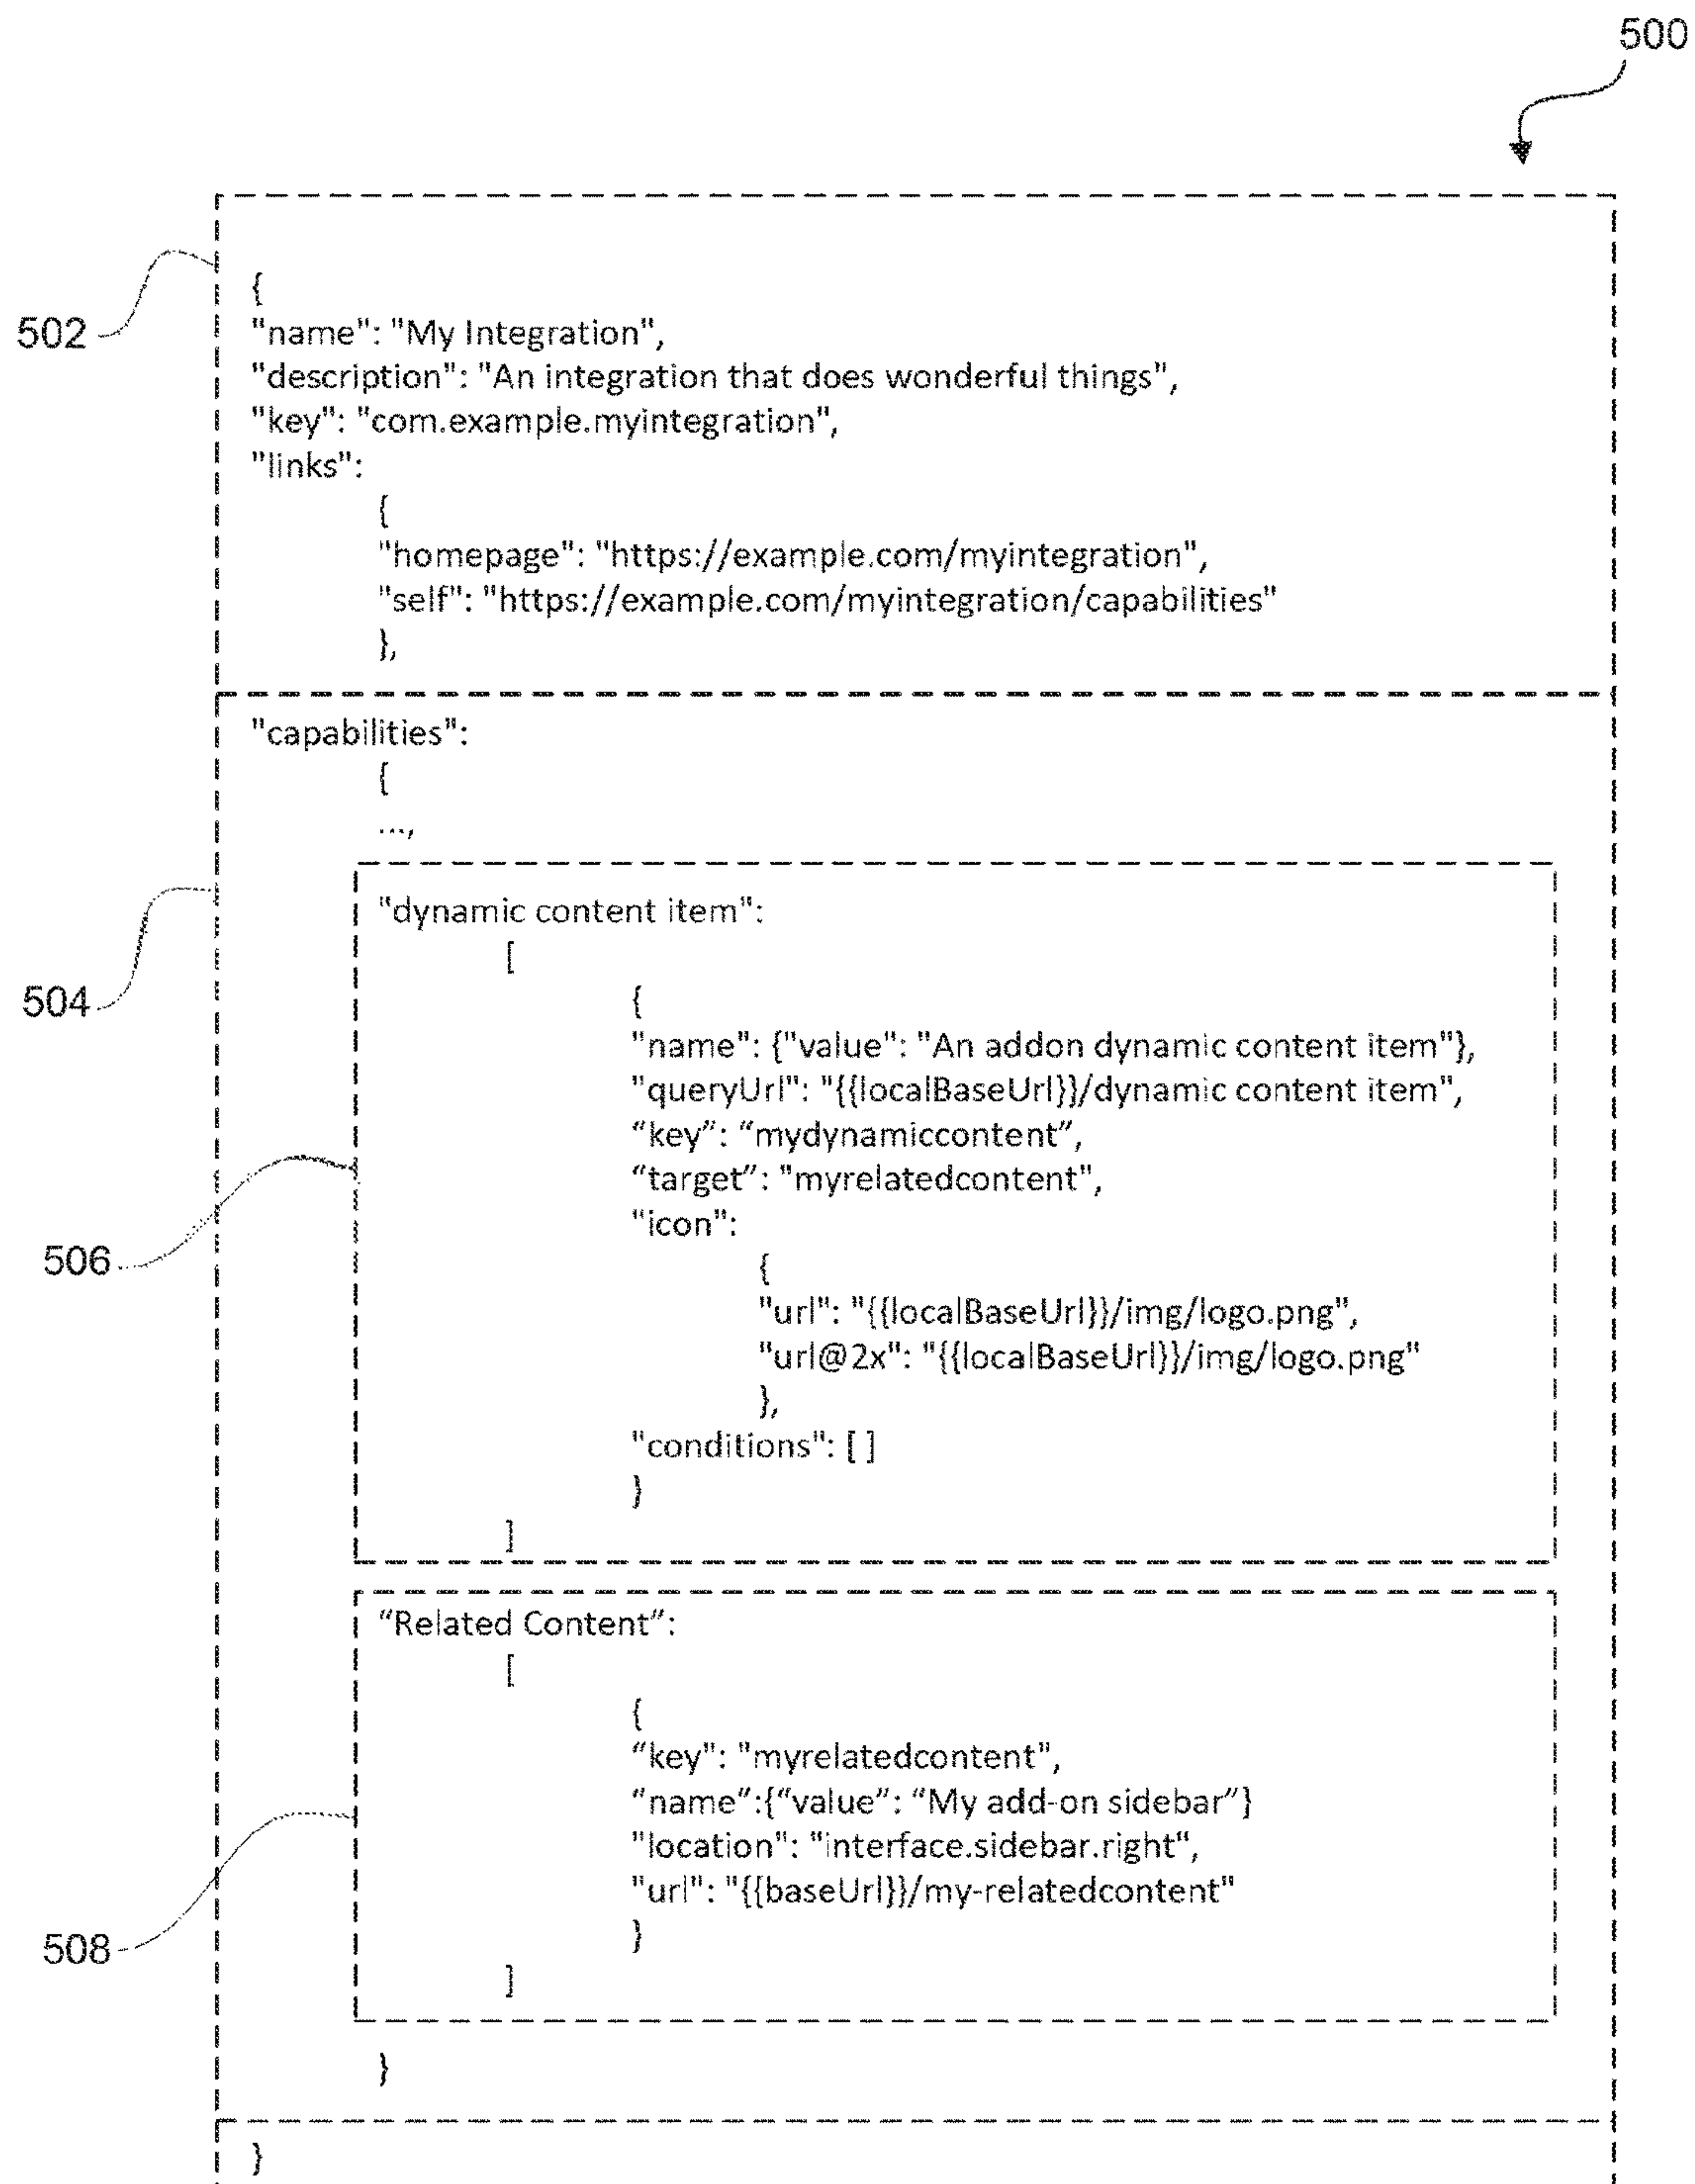 500
502
{
"name": "My Integration",
"description": "An integration that does wonderful things",
"key": "com.example.myintegration",
"links":
{
"homepage": "https://example.com/myintegration",
"self": "https://example.com/myintegration/capabilities"
},
504
"capabilities":
{
...,
506
"dynamic content item":
[
{
"name": {"value": "An addon dynamic content item"},
"queryUrl": "{{localBaseUrl}}/dynamic content item",
“key”: “mydynamiccontent”,
“target”: "myrelatedcontent",
"icon":
{
"url": "{{localBaseUrl}}/img/logo.png",
"url@2x": "{{localBaseUrl}}/img/logo.png"
},
"conditions": [ ]
}
]
508
“Related Content”:
[
{
“key": "myrelatedcontent",
“name”:{“value”: “My add-on sidebar”}
"location": "interface.sidebar.right",
"url": "{{baseUrl}}/my-relatedcontent"
}
]
}
}